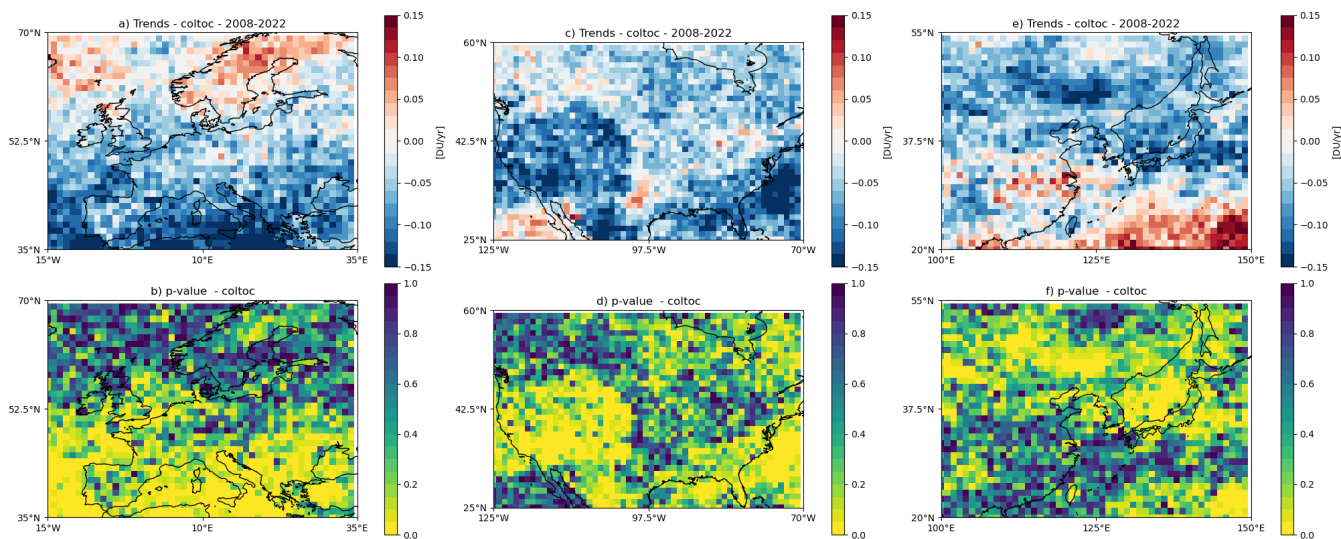 a) Trends - coltoc - 2008-2022
70°N
52.5°N
35°N
15°W
10°E
35°E
0.15
0.10
0.05
0.00
−0.05
−0.10
−0.15
[DU/yr]
c) Trends - coltoc - 2008-2022
60°N
42.5°N
25°N
125°W
97.5°W
70°W
0.15
0.10
0.05
0.00
−0.05
−0.10
−0.15
[DU/yr]
e) Trends - coltoc - 2008-2022
55°N
37.5°N
20°N
100°E
125°E
150°E
0.15
0.10
0.05
0.00
−0.05
−0.10
−0.15
[DU/yr]
b) p-value - coltoc
70°N
52.5°N
35°N
15°W
10°E
35°E
1.0
0.8
0.6
0.4
0.2
0.0
d) p-value - coltoc
60°N
42.5°N
25°N
125°W
97.5°W
70°W
1.0
0.8
0.6
0.4
0.2
0.0
f) p-value - coltoc
55°N
37.5°N
20°N
100°E
125°E
150°E
1.0
0.8
0.6
0.4
0.2
0.0